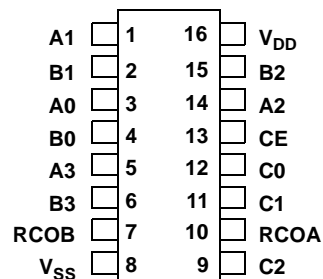 A1 1 16 VDD
B1 2 15 B2
A0 3 14 A2
B0 4 13 CE
A3 5 12 C0
B3 6 11 C1
RCOB 7 10 RCOA
VSS 8 9 C2